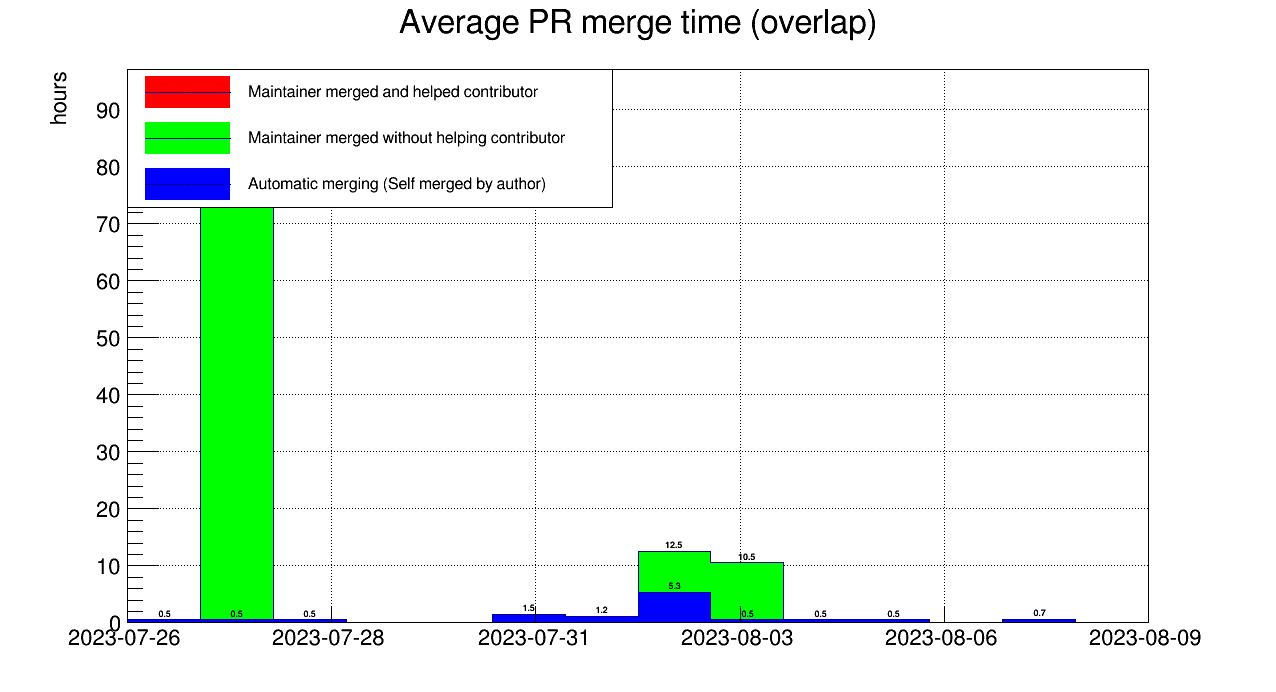 Average PR merge time (overlap)
hours
Maintainer merged and helped contributor
Maintainer merged without helping contributor
Automatic merging (Self merged by author)
90
80
70
60
50
40
30
20
10
0
12.5
10.5
5.3
0.5 0.5 0.5 1.5 1.2 0.5 0.5 0.5 0.7
2023-07-26 2023-07-28 2023-07-31 2023-08-03 2023-08-06 2023-08-09